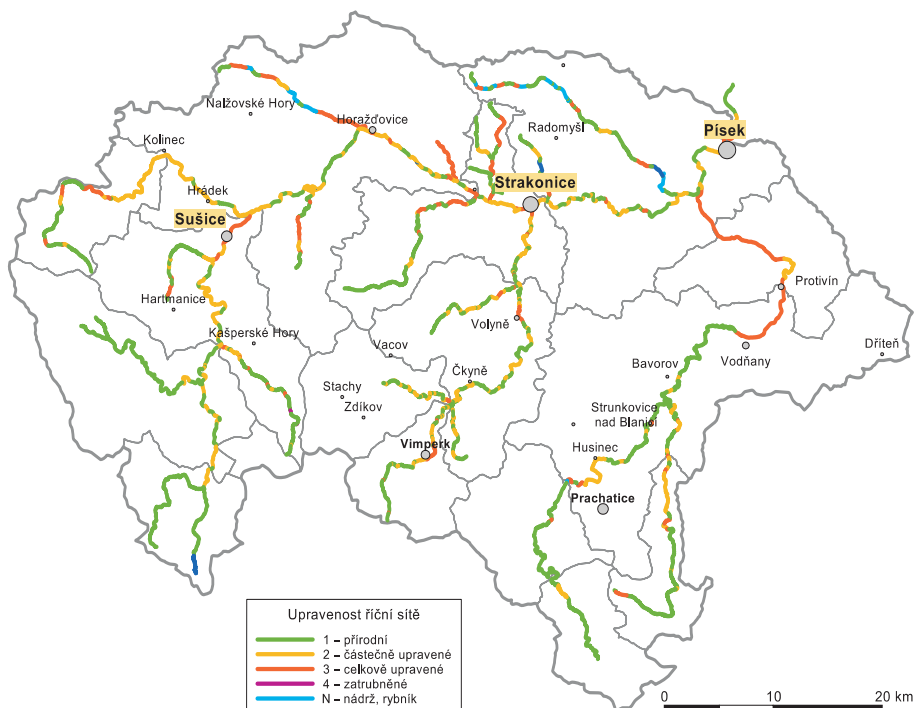 Nalžovské Hory
Horažďovice
Radomyšl
Písek
Kolinec
Hrádek
Strakonice
Sušice
Hartmanice
Protivín
Kašperské Hory
Volyně
Vacov
Vodňany
Dříteň
Bavorov
Čkyně
Stachy
Zdíkov
Strunkovice
nad Blanicí
Vimperk
Husinec
Prachatice
Upravenost říční sítě
1 – přírodní
2 – částečně upravené
3 – celkově upravené
4 – zatrubněné
N – nádrž, rybník
0 10 20 km